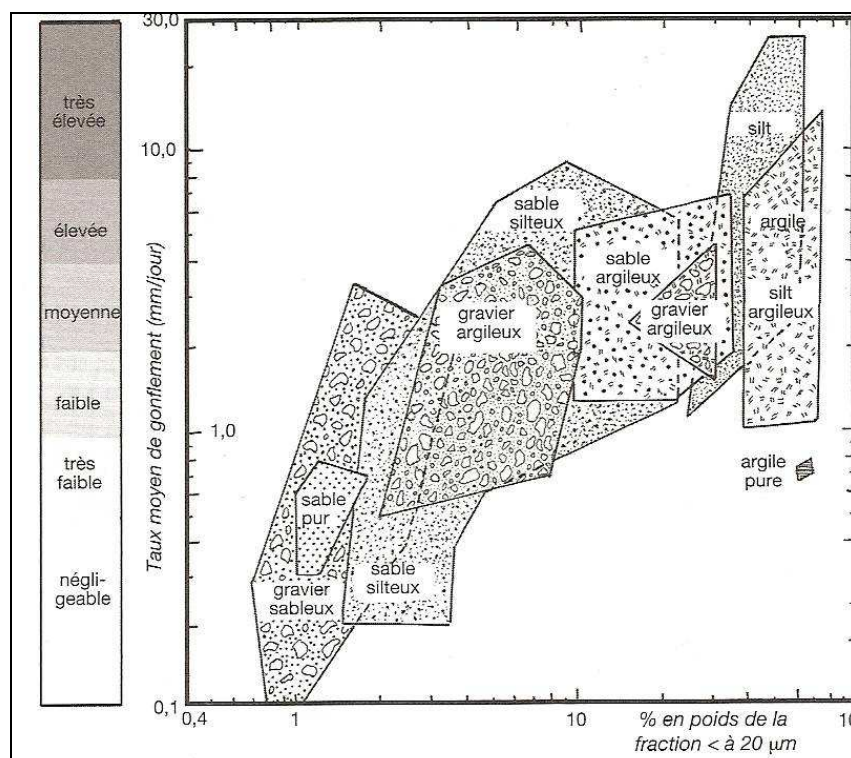 très
élevée
élevée
moyenne
faible
très
faible
négli-
geable
Taux moyen de gonflement (mm/jour)
30,0
10,0
1,0
0,1
silt
sable
silteux
argile
sable
argileux
gravier
argileux
gravier
argileux
silt
argileux
argile
pure
sable
pur
gravier
sableux
sable
silteux
0,4
1
10
10
% en poids de la
fraction < à 20 µm